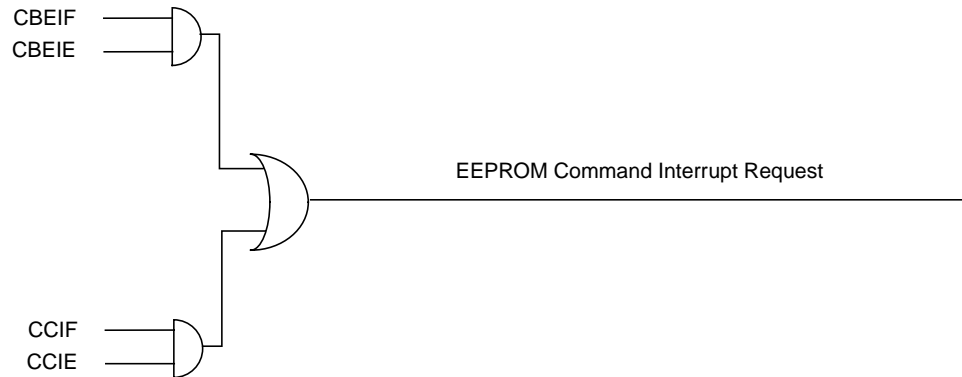 CBEIF
CBEIE
EEPROM Command Interrupt Request
CCIF
CCIE